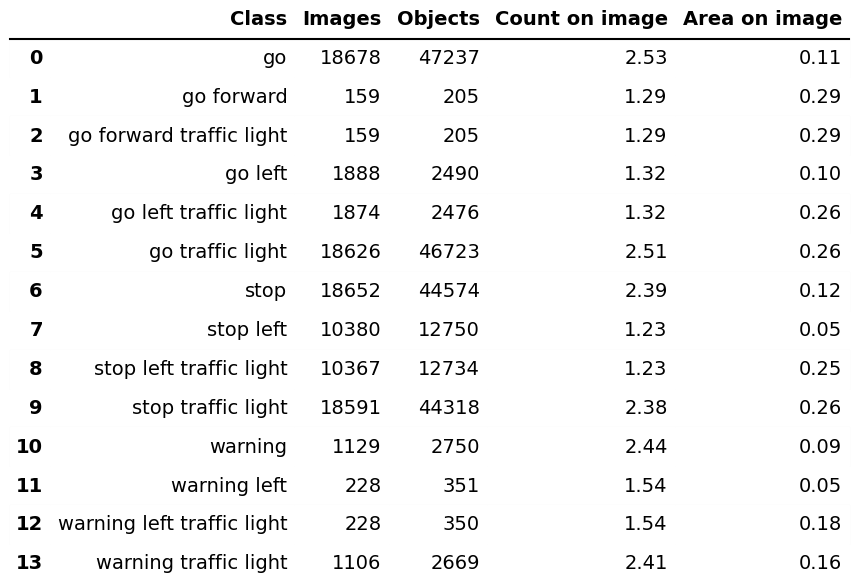 Class Images Objects Count on image Area on image
0 go 18678 47237 2.53 0.11
1 go forward 159 205 1.29 0.29
2 go forward traffic light 159 205 1.29 0.29
3 go left 1888 2490 1.32 0.10
4 go left traffic light 1874 2476 1.32 0.26
5 go traffic light 18626 46723 2.51 0.26
6 stop 18652 44574 2.39 0.12
7 stop left 10380 12750 1.23 0.05
8 stop left traffic light 10367 12734 1.23 0.25
9 stop traffic light 18591 44318 2.38 0.26
10 warning 1129 2750 2.44 0.09
11 warning left 228 351 1.54 0.05
12 warning left traffic light 228 350 1.54 0.18
13 warning traffic light 1106 2669 2.41 0.16